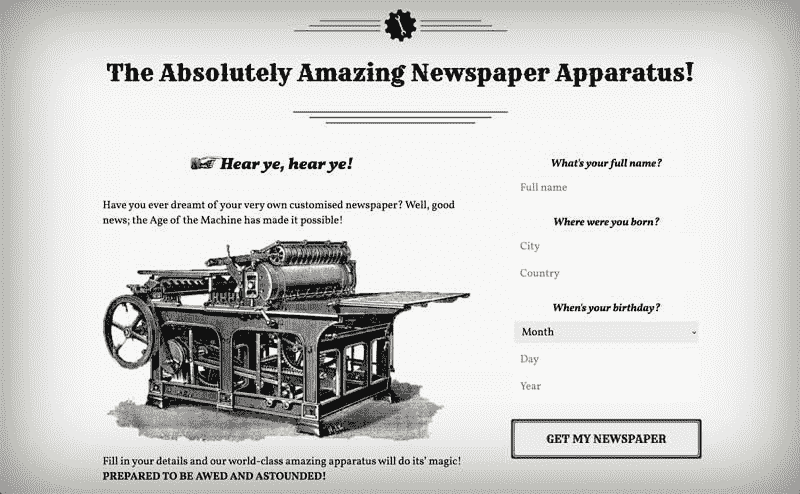 The Absolutely Amazing Newspaper Apparatus!
Hear ye, hear ye!
Have you ever dreamt of your very own customised newspaper? Well, good
news; the Age of the Machine has made it possible!
Fill in your details and our world-class amazing apparatus will do its' magic!
PREPARED TO BE AWED AND ASTOUNDED!
What's your full name?
Full name
Where were you born?
City
Country
When's your birthday?
Month
Day
Year
GET MY NEWSPAPER